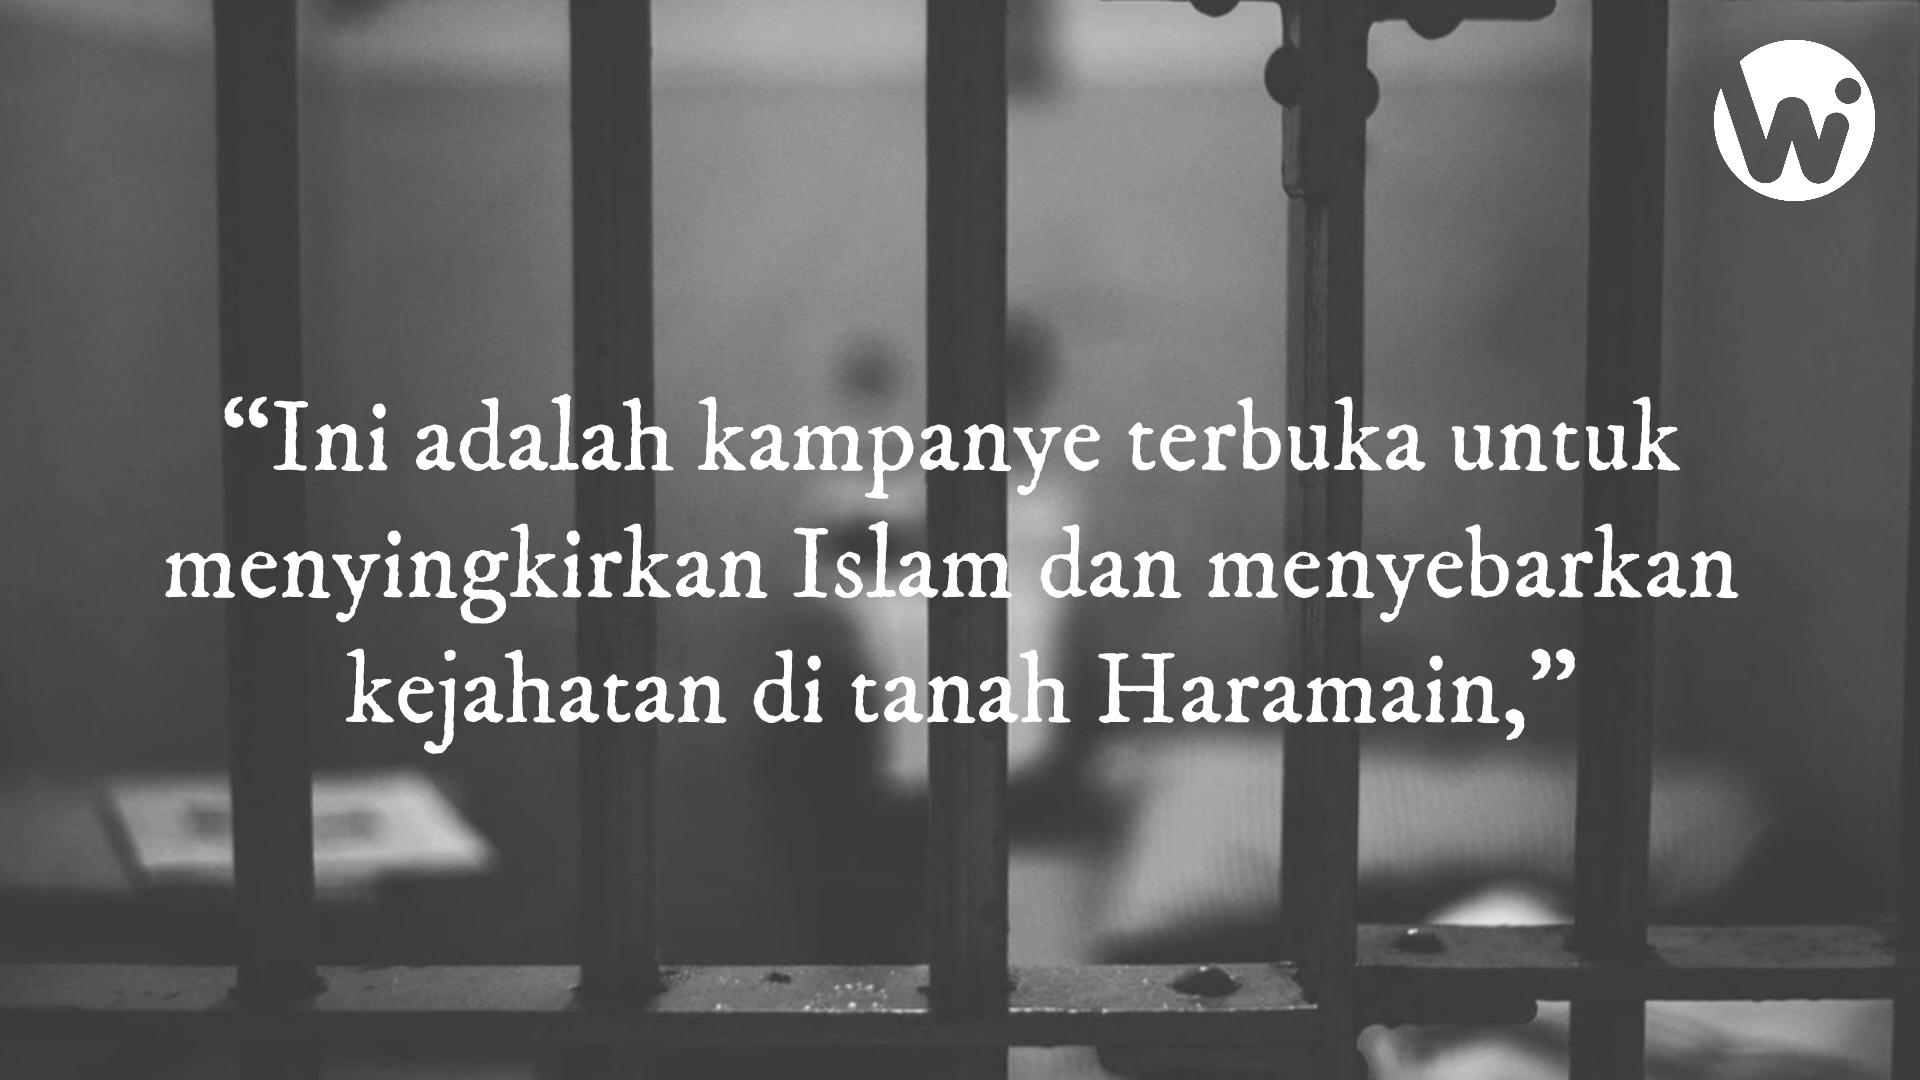 “Ini adalah kampanye terbuka untuk
menyingkirkan Islam dan menyebarkan
kejahatan di tanah Haramain,”